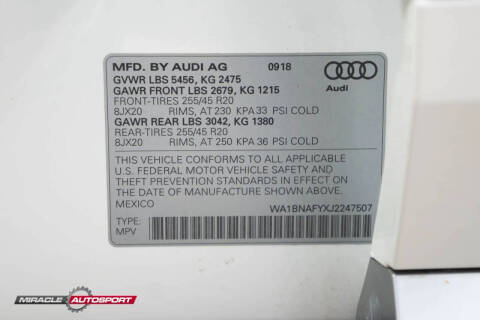 MFD. BY AUDI AG 0918
GVWR LBS 5456, KG 2475
GAWR FRONT LBS 2679, KG 1215
FRONT-TIRES 255/45 R20
8JX20 RIMS, AT 230 KPA 33 PSI COLD
GAWR REAR LBS 3042, KG 1380
REAR-TIRES 255/45 R20
8JX20 RIMS, AT 250 KPA 36 PSI COLD
Audi
THIS VEHICLE CONFORMS TO ALL APPLICABLE
U.S. FEDERAL MOTOR VEHICLE SAFETY AND
THEFT PREVENTION STANDARDS IN EFFECT ON
THE DATE OF MANUFACTURE SHOWN ABOVE.
MEXICO WA1BNAFYXJ2247507
TYPE:
MPV
MIRACLE AUTOSPORT